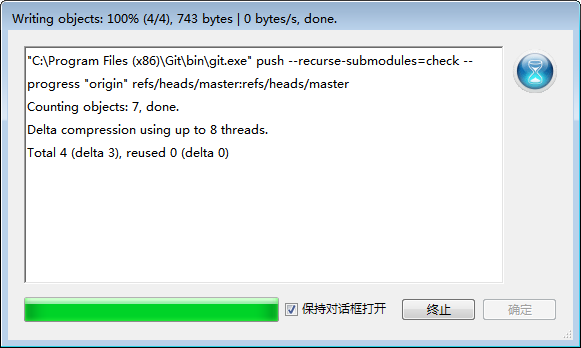 Writing objects: 100% (4/4), 743 bytes | 0 bytes/s, done.
"C:\Program Files (x86)\Git\bin\git.exe" push --recurse-submodules=check --
progress "origin" refs/heads/master:refs/heads/master
Counting objects: 7, done.
Delta compression using up to 8 threads.
Total 4 (delta 3), reused 0 (delta 0)
保持对话框打开 终止 确定